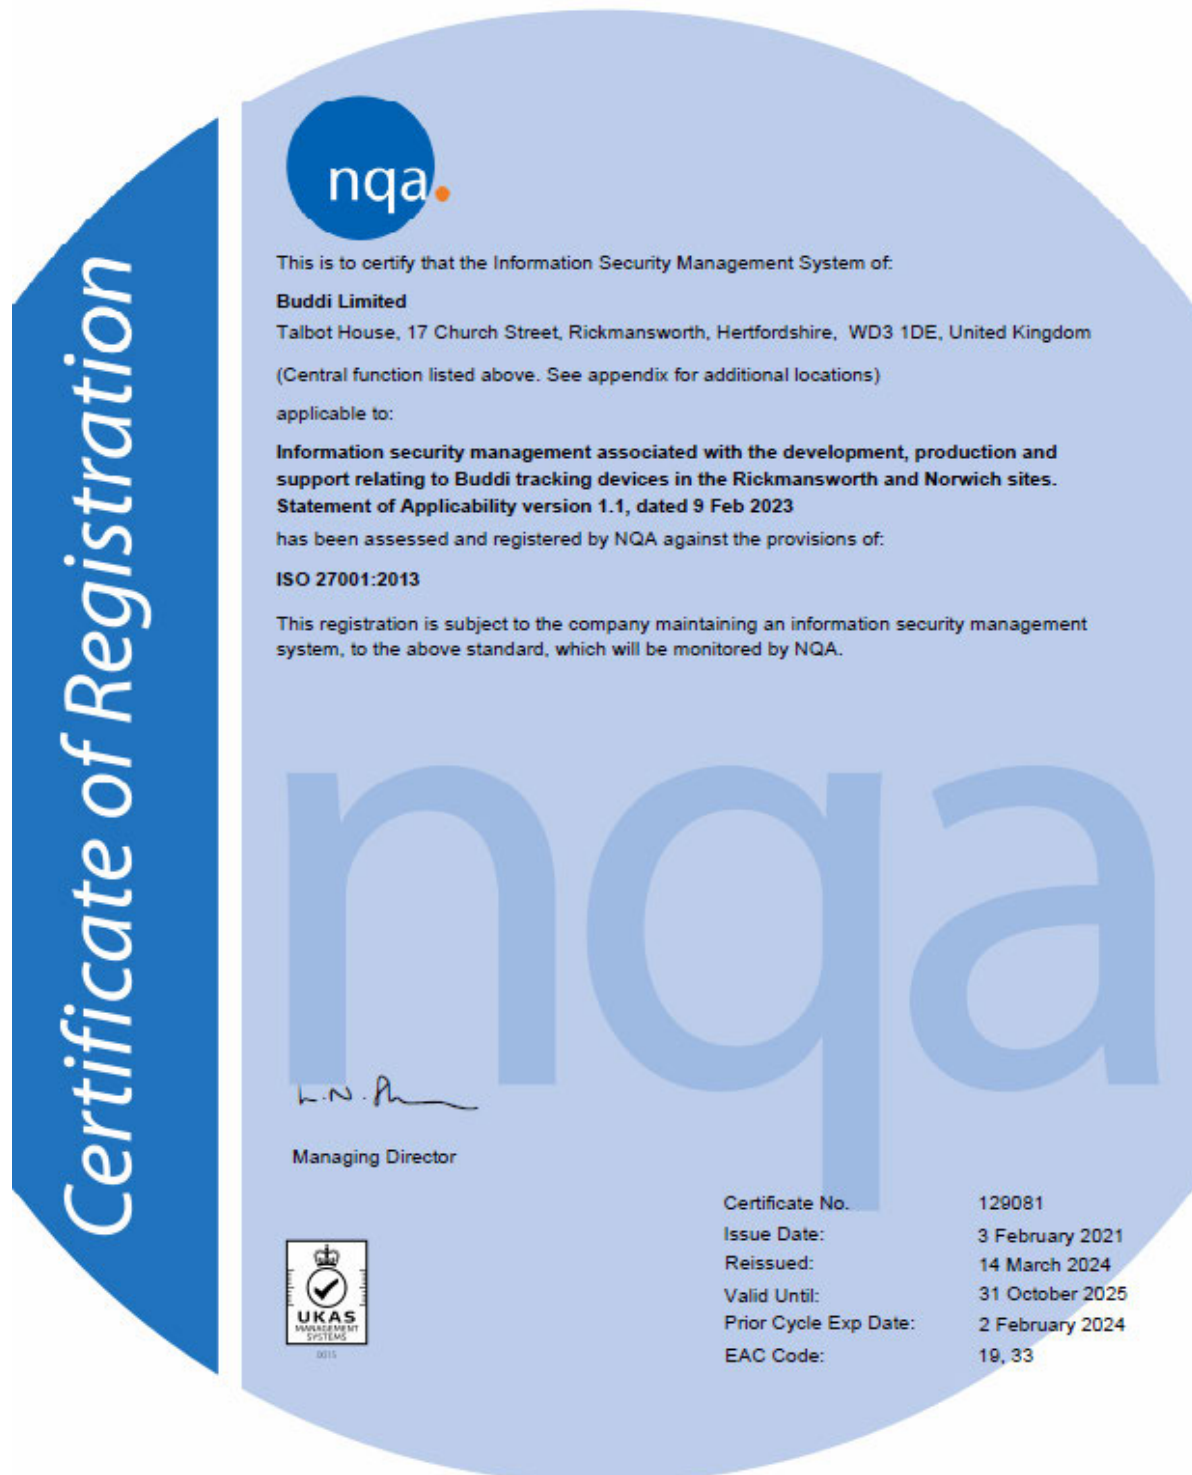 Certificate of Registration
nqa.
This is to certify that the Information Security Management System of:
Buddi Limited
Talbot House, 17 Church Street, Rickmansworth, Hertfordshire, WD3 1DE, United Kingdom
(Central function listed above. See appendix for additional locations)
applicable to:
Information security management associated with the development, production and
support relating to Buddi tracking devices in the Rickmansworth and Norwich sites.
Statement of Applicability version 1.1, dated 9 Feb 2023
has been assessed and registered by NQA against the provisions of:
ISO 27001:2013
This registration is subject to the company maintaining an information security management
system, to the above standard, which will be monitored by NQA.
nqa
L.N.
Managing Director
Certificate No. 129081
Issue Date: 3 February 2021
Reissued: 14 March 2024
Valid Until: 31 October 2025
Prior Cycle Exp Date: 2 February 2024
EAC Code: 19, 33
UKAS
MANAGEMENT
SYSTEMS
0015